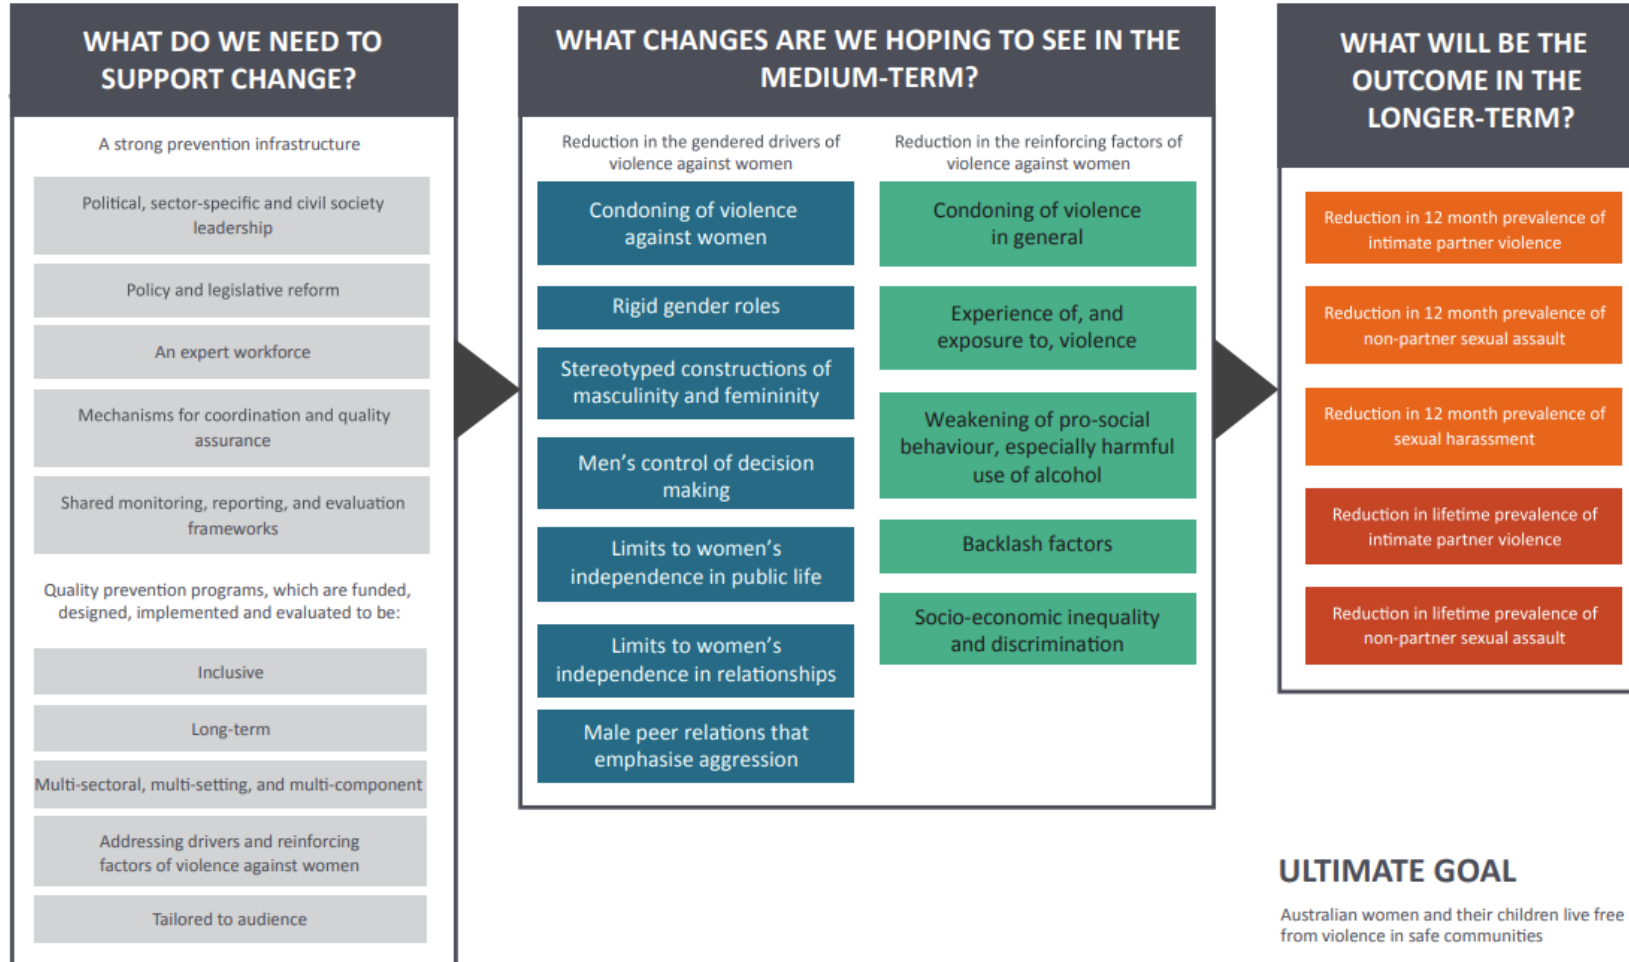 WHAT DO WE NEED TO
SUPPORT CHANGE?
A strong prevention infrastructure
Political, sector-specific and civil society
leadership
Policy and legislative reform
An expert workforce
Mechanisms for coordination and quality
assurance
Shared monitoring, reporting, and evaluation
frameworks
Quality prevention programs, which are funded,
designed, implemented and evaluated to be:
Inclusive
Long-term
Multi-sectoral, multi-setting, and multi-component
Addressing drivers and reinforcing
factors of violence against women
Tailored to audience
WHAT CHANGES ARE WE HOPING TO SEE IN THE
MEDIUM-TERM?
Reduction in the gendered drivers of
violence against women
Condoning of violence
against women
Rigid gender roles
Stereotyped constructions of
masculinity and femininity
Men's control of decision
making
Limits to women's
independence in public life
Limits to women's
independence in relationships
Male peer relations that
emphasise aggression
Reduction in the reinforcing factors of
violence against women
Condoning of violence
in general
Experience of, and
exposure to, violence
Weakening of pro-social
behaviour, especially harmful
use of alcohol
Backlash factors
Socio-economic inequality
and discrimination
WHAT WILL BE THE
OUTCOME IN THE
LONGER-TERM?
Reduction in 12 month prevalence of
intimate partner violence
Reduction in 12 month prevalence of
non-partner sexual assault
Reduction in 12 month prevalence of
sexual harassment
Reduction in lifetime prevalence of
intimate partner violence
Reduction in lifetime prevalence of
non-partner sexual assault
ULTIMATE GOAL
Australian women and their children live free
from violence in safe communities